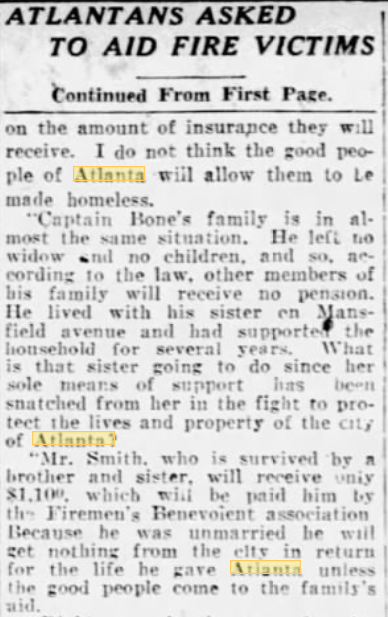 ATLANTANS ASKED
TO AID FIRE VICTIMS
Continued From First Page.
on the amount of insurance they will
receive. I do not think the good peo-
ple of Atlanta will allow them to be
made homeless.
"Captain Bone's family is in al-
most the same situation. He left no
widow and no children, and so, ac-
cording to the law, other members of
his family will receive no pension.
He lived with his sister on Mans-
field avenue and had supported the
household for several years. What
is that sister going to do since her
sole means of support has been
snatched from her in the fight to pro-
tect the lives and property of the city
of Atlanta?
"Mr. Smith, who is survived by a
brother and sister, will receive only
$1,100, which will be paid him by
the Firemen's Benevolent association
Because he was unmarried he will
get nothing from the city in return
for the life he gave Atlanta unless
the good people come to the family's
aid.